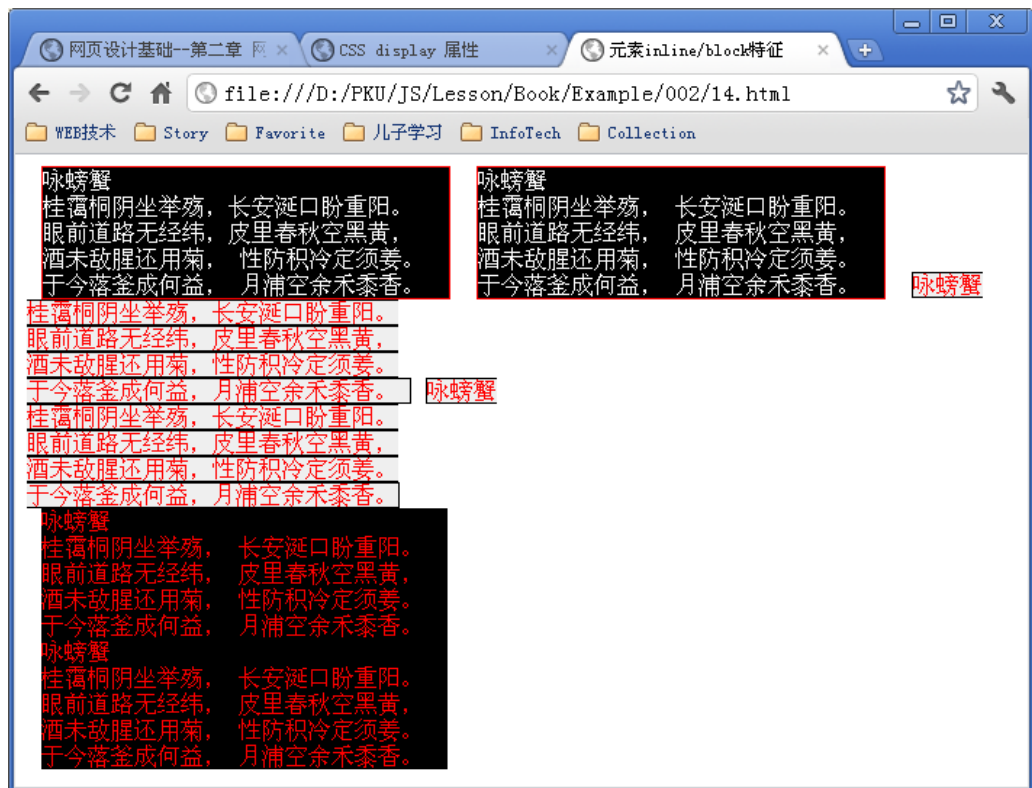 网页设计基础--第二章 网
CSS display 属性
元素inline/block特征
file:///D:/PKU/JS/Lesson/Book/Example/002/14.html
WEB技术 Story Favorite 儿子学习 InfoTech Collection
咏螃蟹
桂霭桐阴坐举殇，长安涎口盼重阳。
眼前道路无经纬，皮里春秋空黑黄，
酒未敌腥还用菊， 性防积冷定须姜。
于今落釜成何益， 月浦空余禾黍香。
咏螃蟹
桂霭桐阴坐举殇， 长安涎口盼重阳。
眼前道路无经纬， 皮里春秋空黑黄，
酒未敌腥还用菊， 性防积冷定须姜。
于今落釜成何益， 月浦空余禾黍香。
咏螃蟹
桂霭桐阴坐举殇，长安涎口盼重阳。
眼前道路无经纬，皮里春秋空黑黄，
酒未敌腥还用菊，性防积冷定须姜。
于今落釜成何益，月浦空余禾黍香。
咏螃蟹
桂霭桐阴坐举殇，长安涎口盼重阳。
眼前道路无经纬，皮里春秋空黑黄，
酒未敌腥还用菊，性防积冷定须姜。
于今落釜成何益，月浦空余禾黍香。
咏螃蟹
桂霭桐阴坐举殇， 长安涎口盼重阳。
眼前道路无经纬， 皮里春秋空黑黄，
酒未敌腥还用菊， 性防积冷定须姜。
于今落釜成何益， 月浦空余禾黍香。
咏螃蟹
桂霭桐阴坐举殇， 长安涎口盼重阳。
眼前道路无经纬， 皮里春秋空黑黄，
酒未敌腥还用菊， 性防积冷定须姜。
于今落釜成何益， 月浦空余禾黍香。